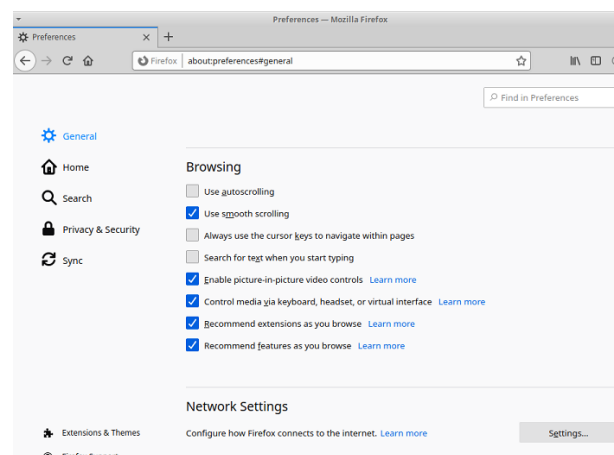 Preferences — Mozilla Firefox
Preferences
Firefox about:preferences#general
Find in Preferences
General
Home
Search
Privacy & Security
Sync
Browsing
Use autoscrolling
Use smooth scrolling
Always use the cursor keys to navigate within pages
Search for text when you start typing
Enable picture-in-picture video controls Learn more
Control media via keyboard, headset, or virtual interface Learn more
Recommend extensions as you browse Learn more
Recommend features as you browse Learn more
Network Settings
Configure how Firefox connects to the internet. Learn more
Settings...
Extensions & Themes
Firefox Support